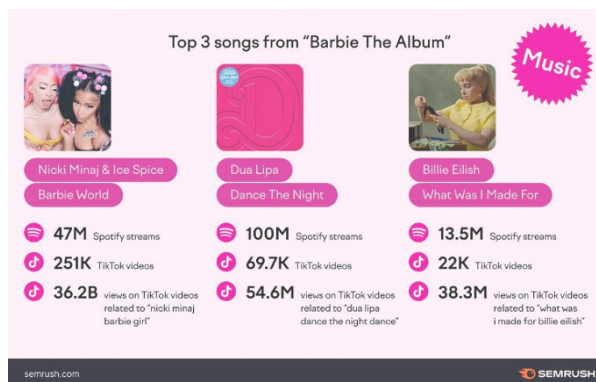 Top 3 songs from “Barbie The Album”
Music
Nicki Minaj & Ice Spice
Barbie World
47M Spotify streams
251K TikTok videos
36.2B views on TikTok videos
related to “nicki minaj
barbie girl”
Dua Lipa
Dance The Night
100M Spotify streams
69.7K TikTok videos
54.6M views on TikTok videos
related to “dua lipa
dance the night dance”
Billie Eilish
What Was I Made For
13.5M Spotify streams
22K TikTok videos
38.3M views on TikTok videos
related to “what was
i made for billie eilish”
semrush.com
SEMRUSH